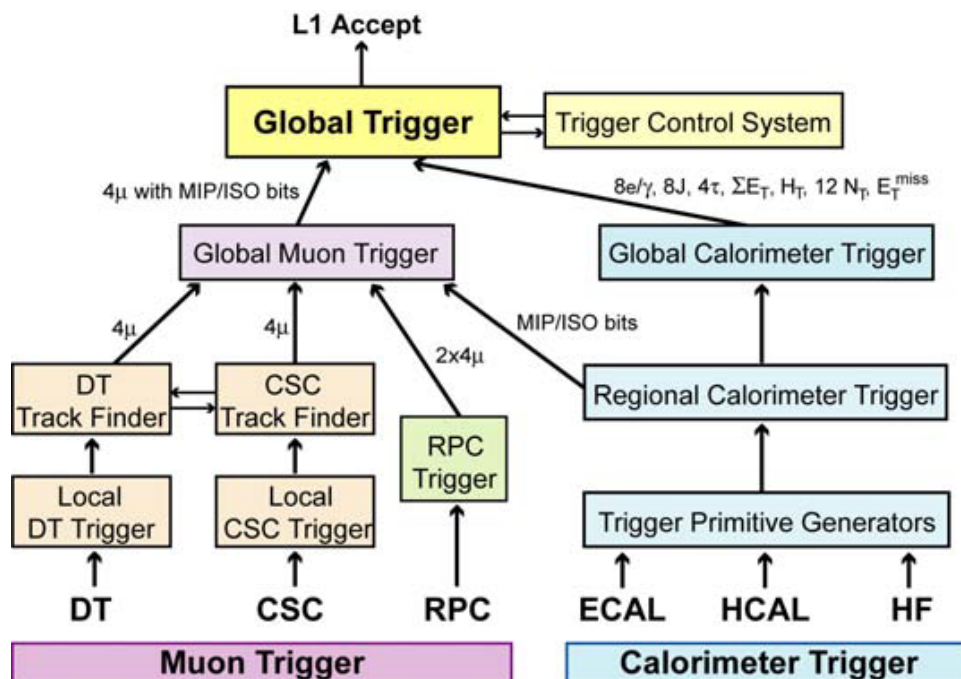 L1 Accept
Global Trigger
Trigger Control System
4μ with MIP/ISO bits
8e/γ, 8J, 4τ, ΣE_T, H_T, 12 N_T, E_T^miss
Global Muon Trigger
Global Calorimeter Trigger
4μ
4μ
2x4μ
MIP/ISO bits
DT
Track Finder
CSC
Track Finder
Regional Calorimeter Trigger
RPC
Trigger
Local
DT Trigger
Local
CSC Trigger
Trigger Primitive Generators
DT
CSC
RPC
ECAL
HCAL
HF
Muon Trigger
Calorimeter Trigger